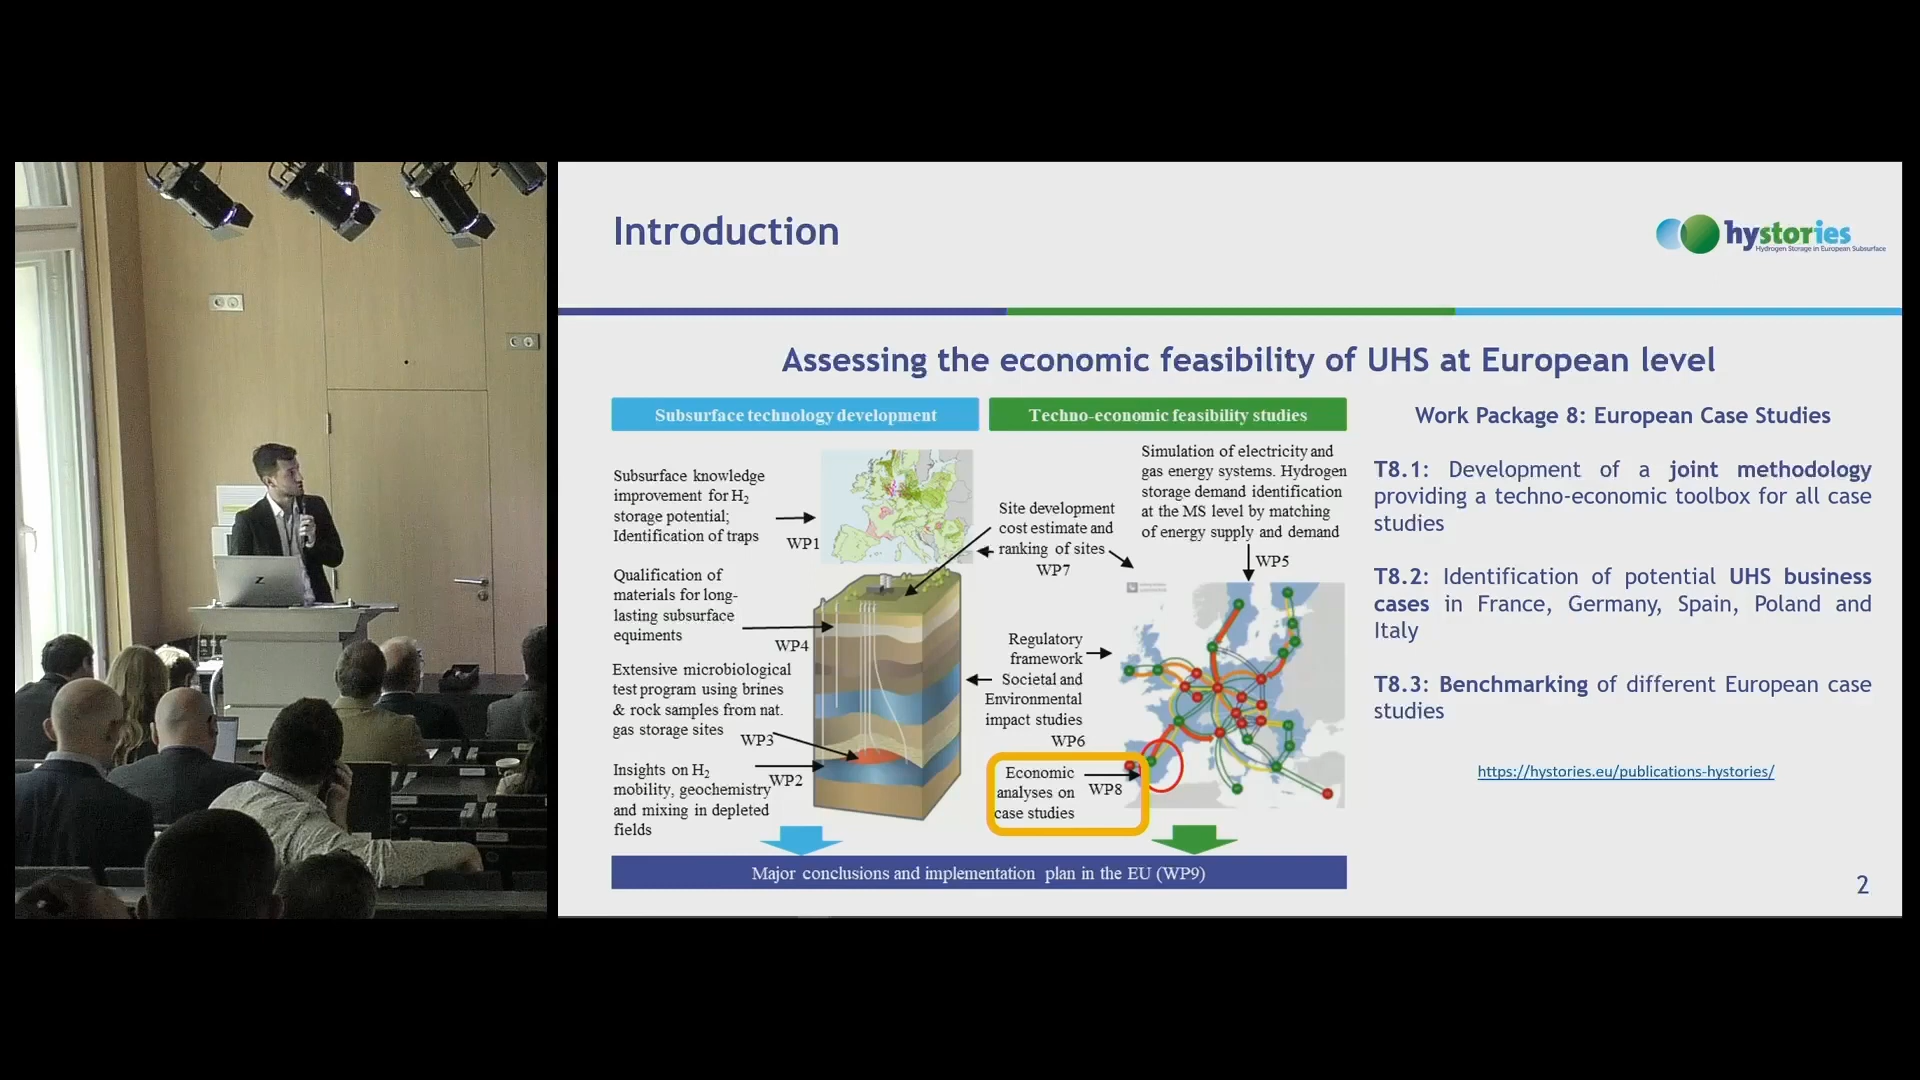 Introduction
hystories
Hydrogen Storage in European Subsurface
Assessing the economic feasibility of UHS at European level
Subsurface technology development
Techno-economic feasibility studies
Subsurface knowledge
improvement for H2
storage potential;
Identification of traps
WP1
Qualification of
materials for long-
lasting subsurface
equiments
WP4
Extensive microbiological
test program using brines
& rock samples from nat.
gas storage sites
WP3
Insights on H2
mobility, geochemistry
and mixing in depleted
fields
WP2
Site development
cost estimate and
ranking of sites
WP7
Simulation of electricity and
gas energy systems. Hydrogen
storage demand identification
at the MS level by matching
of energy supply and demand
WP5
Regulatory
framework
Societal and
Environmental
impact studies
WP6
Economic
analyses on
case studies
WP8
Major conclusions and implementation plan in the EU (WP9)
Work Package 8: European Case Studies
T8.1: Development of a joint methodology
providing a techno-economic toolbox for all case
studies
T8.2: Identification of potential UHS business
cases in France, Germany, Spain, Poland and
Italy
T8.3: Benchmarking of different European case
studies
https://hystories.eu/publications-hystories/
2